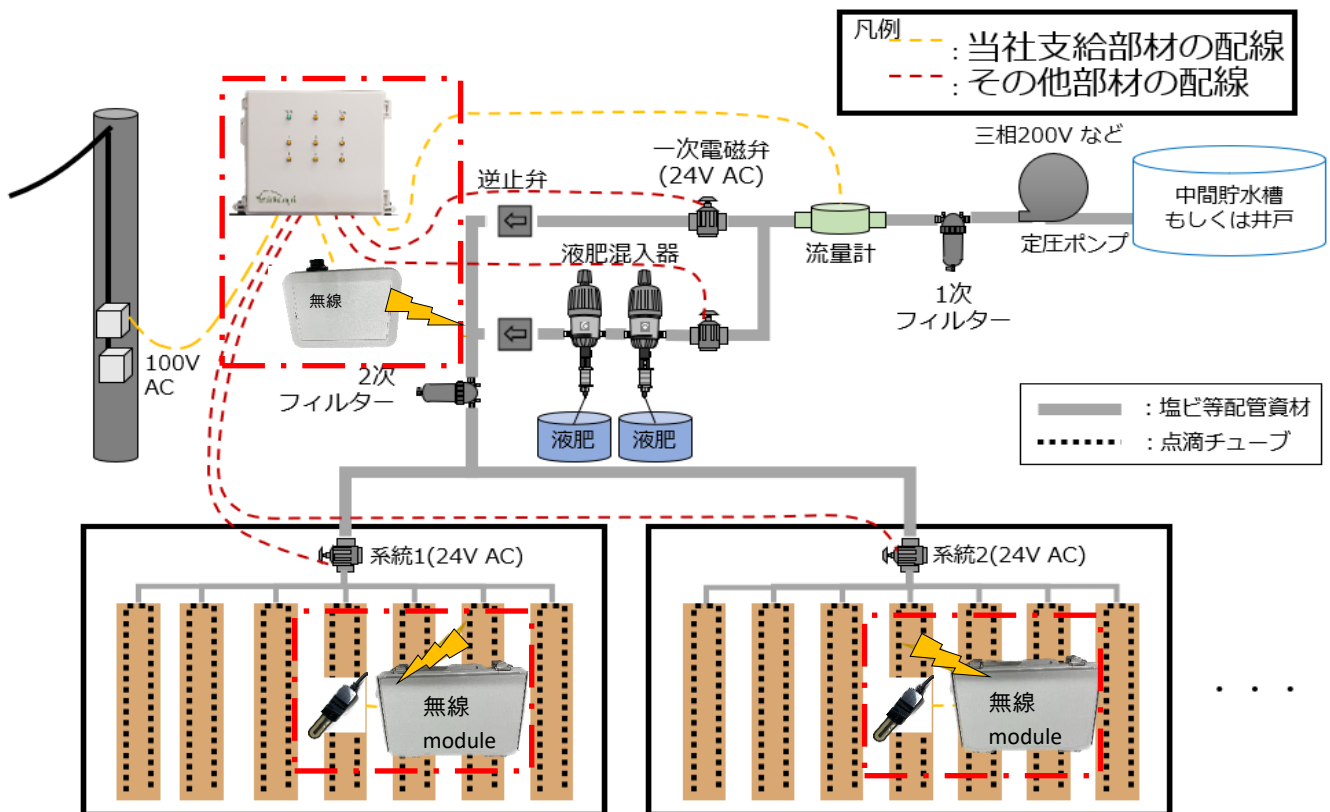 凡例
: 当社支給部材の配線
: その他部材の配線
三相200V など
一次電磁弁
(24V AC)
逆止弁
中間貯水槽
もしくは井戸
定圧ポンプ
流量計
液肥混入器
1次
フィルター
無線
100V
AC
2次
フィルター
液肥
液肥
: 塩ビ等配管資材
: 点滴チューブ
系統1(24V AC)
系統2(24V AC)
無線
module
無線
module
・・・